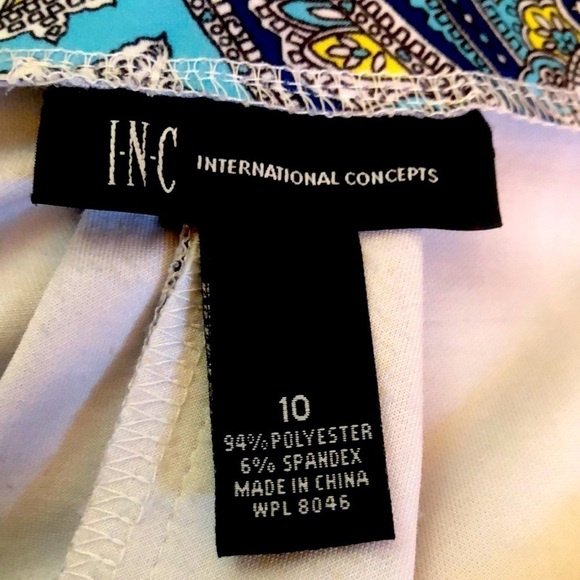 I·N·C INTERNATIONAL CONCEPTS
10
94% POLYESTER
6% SPANDEX
MADE IN CHINA
WPL 8046